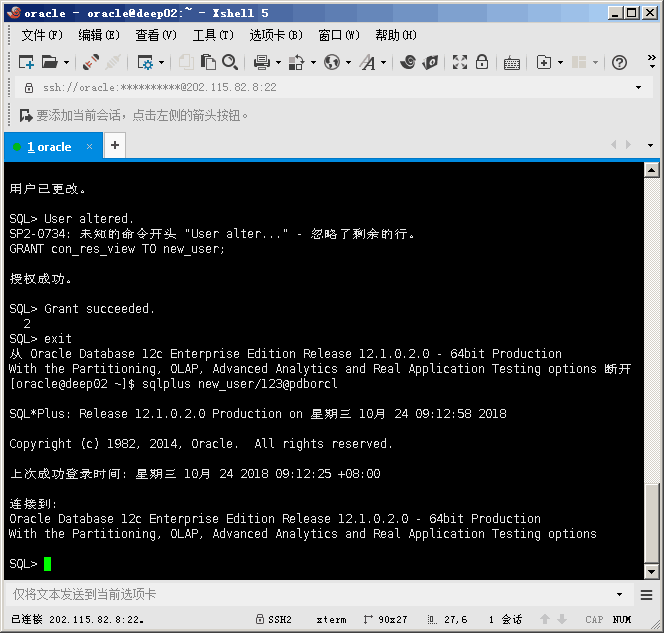 oracle - oracle@deep02:~ - Xshell 5
文件(F) 编辑(E) 查看(V) 工具(T) 选项卡(B) 窗口(W) 帮助(H)
ssh://oracle:**********@202.115.82.8:22
要添加当前会话，点击左侧的箭头按钮。
1 oracle
用户已更改。
SQL> User altered.
SP2-0734: 未知的命令开头 "User alter..." - 忽略了剩余的行。
GRANT con_res_view TO new_user;
授权成功。
SQL> Grant succeeded.
2
SQL> exit
从 Oracle Database 12c Enterprise Edition Release 12.1.0.2.0 - 64bit Production
With the Partitioning, OLAP, Advanced Analytics and Real Application Testing options 断开
[oracle@deep02 ~]$ sqlplus new_user/123@pdborcl
SQL*Plus: Release 12.1.0.2.0 Production on 星期三 10月 24 09:12:58 2018
Copyright (c) 1982, 2014, Oracle.  All rights reserved.
上次成功登录时间: 星期三 10月 24 2018 09:12:25 +08:00
连接到:
Oracle Database 12c Enterprise Edition Release 12.1.0.2.0 - 64bit Production
With the Partitioning, OLAP, Advanced Analytics and Real Application Testing options
SQL>
仅将文本发送到当前选项卡
已连接 202.115.82.8:22。 SSH2 xterm 90x27 27,6 1 会话 CAP NUM